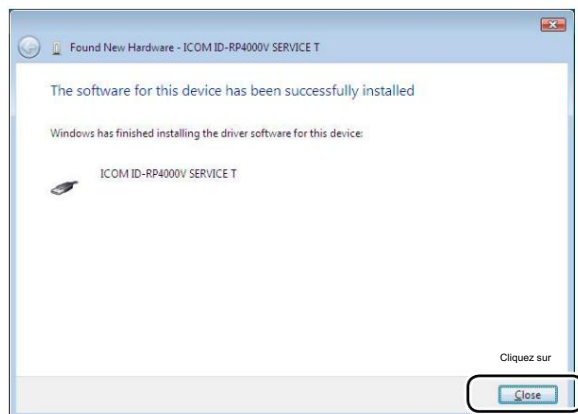 Found New Hardware - ICOM ID-RP4000V SERVICE T
The software for this device has been successfully installed
Windows has finished installing the driver software for this device:
ICOM ID-RP4000V SERVICE T
Cliquez sur
Close